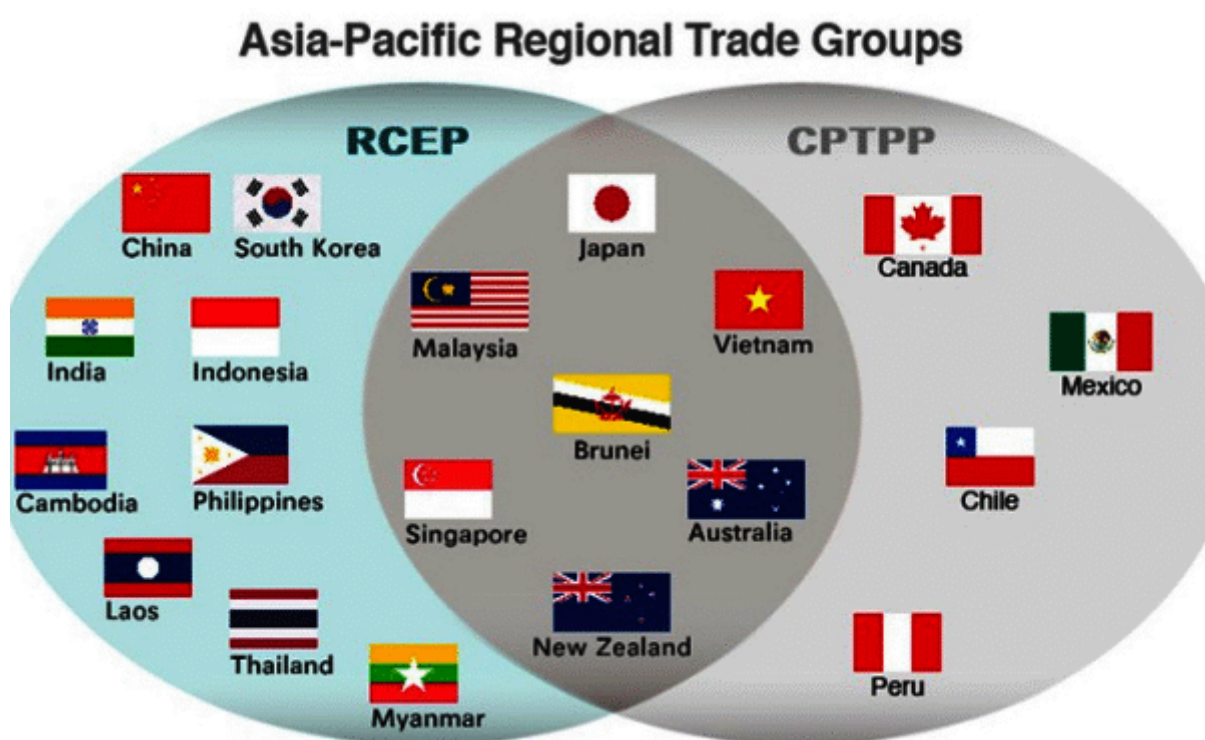 Asia-Pacific Regional Trade Groups
RCEP
CPTPP
China
South Korea
Japan
Canada
India
Indonesia
Malaysia
Vietnam
Mexico
Cambodia
Philippines
Brunei
Singapore
Australia
Chile
Laos
Thailand
New Zealand
Myanmar
Peru